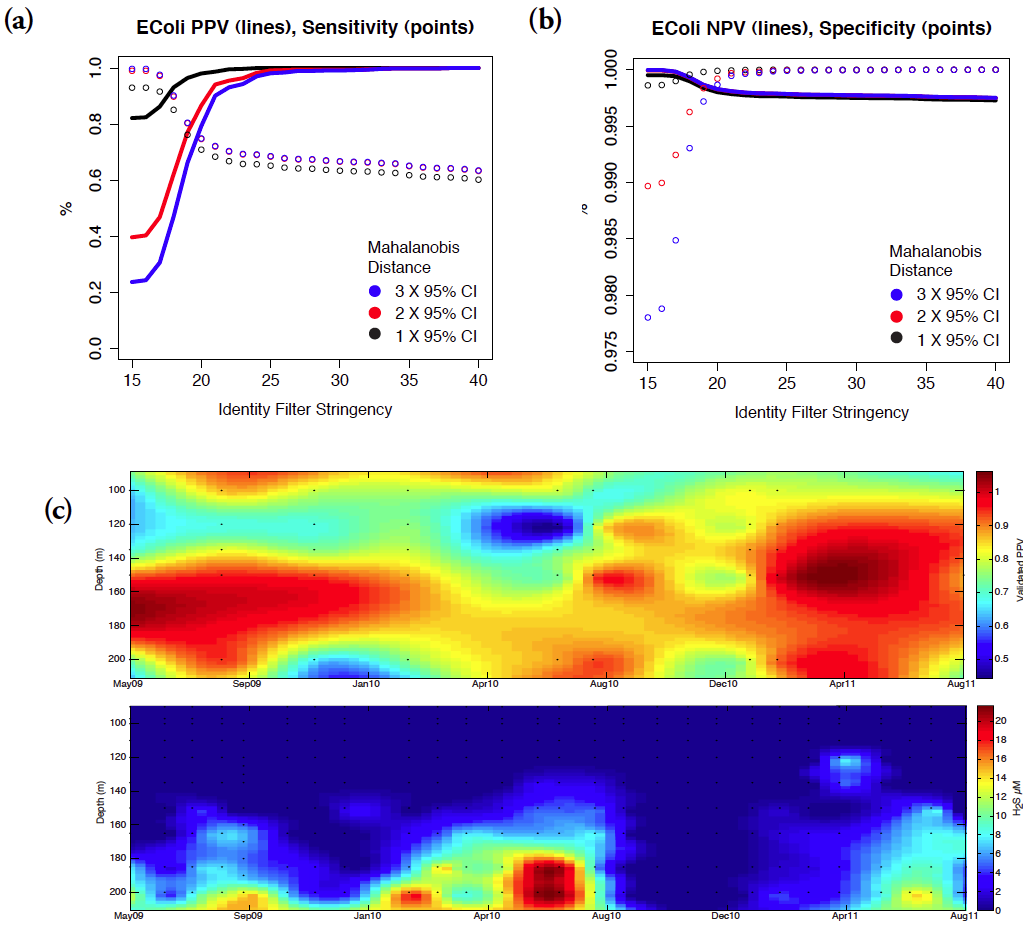 (a)
EColi PPV (lines), Sensitivity (points)
1.0
0.8
0.6
0.4
0.2
0.0
%
Mahalanobis
Distance
3 X 95% CI
2 X 95% CI
1 X 95% CI
15 20 25 30 35 40
Identity Filter Stringency
(b)
EColi NPV (lines), Specificity (points)
1.000
0.995
0.990
0.985
0.980
0.975
%
Mahalanobis
Distance
3 X 95% CI
2 X 95% CI
1 X 95% CI
15 20 25 30 35 40
Identity Filter Stringency
(c)
100
120
140
160
180
200
Depth (m)
May09 Sep09 Jan10 Apr10 Aug10 Dec10 Apr11 Aug11
1
0.9
0.8
0.7
0.6
0.5
Validated PPV
100
120
140
160
180
200
Depth (m)
May09 Sep09 Jan10 Apr10 Aug10 Dec10 Apr11 Aug11
20
18
16
14
12
10
8
6
4
2
0
H₂S μM